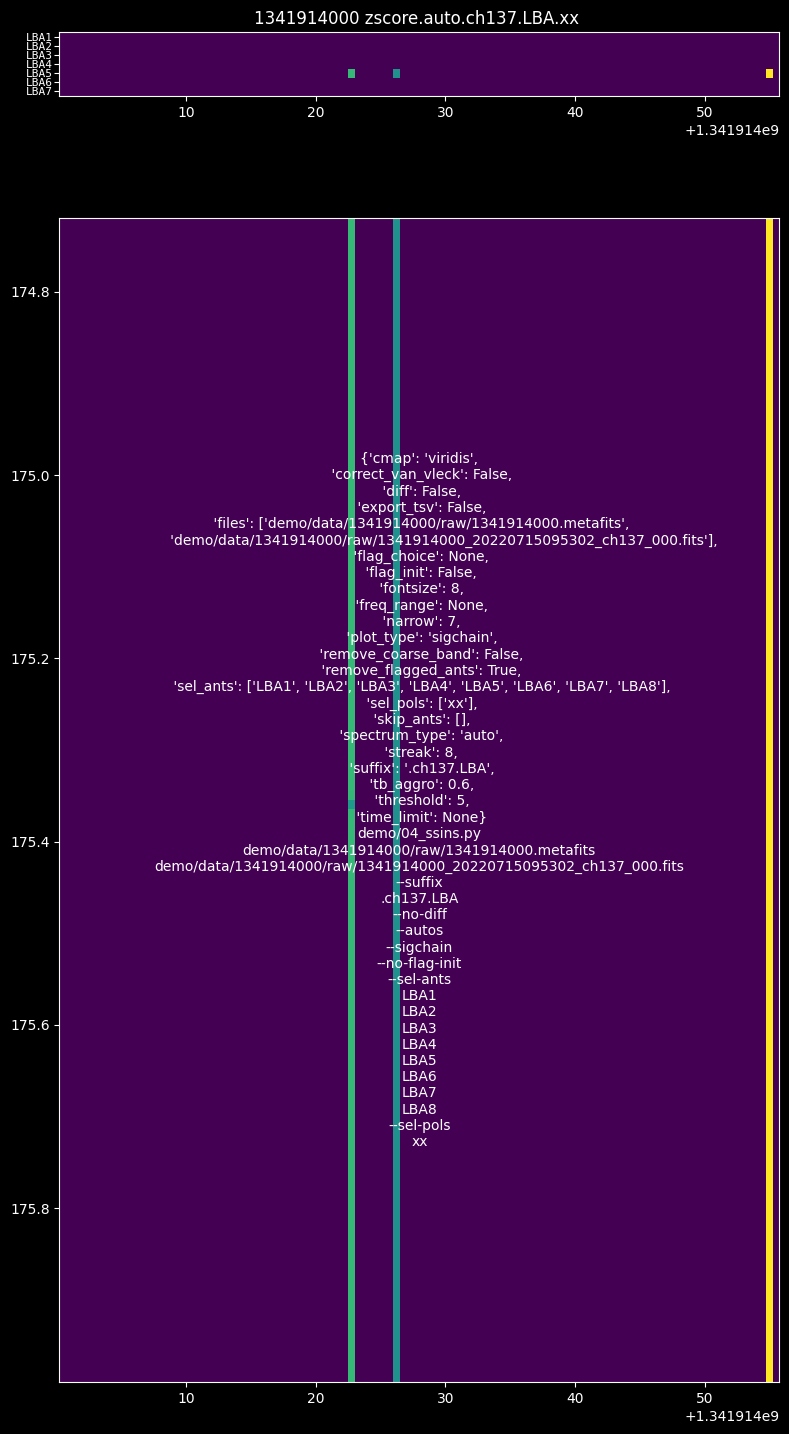 1341914000 zscore.auto.ch137.LBA.xx
LBA1
LBA2
LBA3
LBA4
LBA5
LBA6
LBA7
10 20 30 40 50
+1.341914e9
174.8
175.0
175.2
175.4
175.6
175.8
{'cmap': 'viridis',
'correct_van_vleck': False,
'diff': False,
'export_tsv': False,
'files': ['demo/data/1341914000/raw/1341914000.metafits',
'demo/data/1341914000/raw/1341914000_20220715095302_ch137_000.fits'],
'flag_choice': None,
'flag_init': False,
'fontsize': 8,
'freq_range': None,
'narrow': 7,
'plot_type': 'sigchain',
'remove_coarse_band': False,
'remove_flagged_ants': True,
'sel_ants': ['LBA1', 'LBA2', 'LBA3', 'LBA4', 'LBA5', 'LBA6', 'LBA7', 'LBA8'],
'sel_pols': ['xx'],
'skip_ants': [],
'spectrum_type': 'auto',
'streak': 8,
'suffix': '.ch137.LBA',
'tb_aggro': 0.6,
'threshold': 5,
'time_limit': None}
demo/04_ssins.py
demo/data/1341914000/raw/1341914000.metafits
demo/data/1341914000/raw/1341914000_20220715095302_ch137_000.fits
--suffix
.ch137.LBA
--no-diff
--autos
--sigchain
--no-flag-init
--sel-ants
LBA1
LBA2
LBA3
LBA4
LBA5
LBA6
LBA7
LBA8
--sel-pols
xx
10 20 30 40 50
+1.341914e9